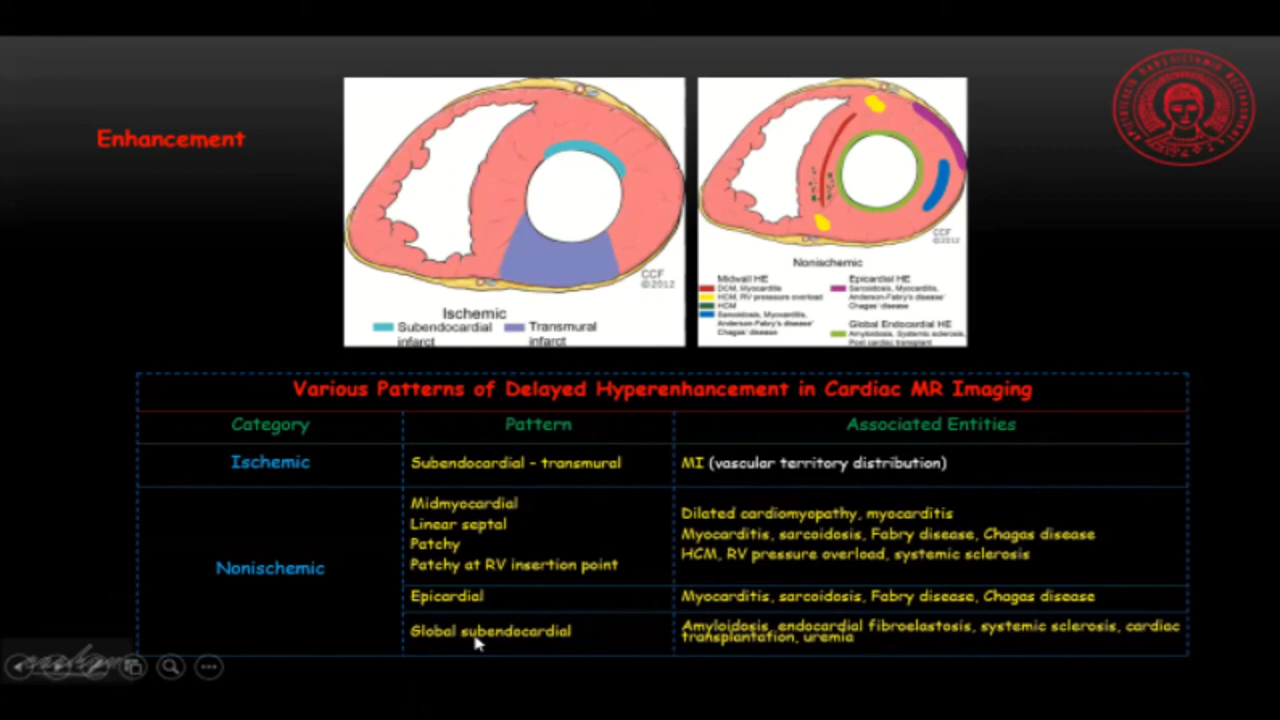 Enhancement
CCF
©2012
Ischemic
Subendocardial infarct
Transmural infarct
CCF
©2012
Nonischemic
Midwall HE
DCM, Myocarditis
HCM, RV pressure overload
HCM
Sarcoidosis, Myocarditis,
Anderson-Fabry's disease'
Chagas' disease
Epicardial HE
Sarcoidosis, Myocarditis,
Anderson-Fabry's disease'
Chagas' disease
Global Endocardial HE
Amyloidosis, Systemic sclerosis,
Post cardiac transplant
Various Patterns of Delayed Hyperenhancement in Cardiac MR Imaging
Category Pattern Associated Entities
Ischemic
Subendocardial - transmural
MI (vascular territory distribution)
Nonischemic
Midmyocardial
Linear septal
Patchy
Patchy at RV insertion point
Dilated cardiomyopathy, myocarditis
Myocarditis, sarcoidosis, Fabry disease, Chagas disease
HCM, RV pressure overload, systemic sclerosis
Epicardial
Myocarditis, sarcoidosis, Fabry disease, Chagas disease
Global subendocardial
Amyloidosis, endocardial fibroelastosis, systemic sclerosis, cardiac
transplantation, uremia